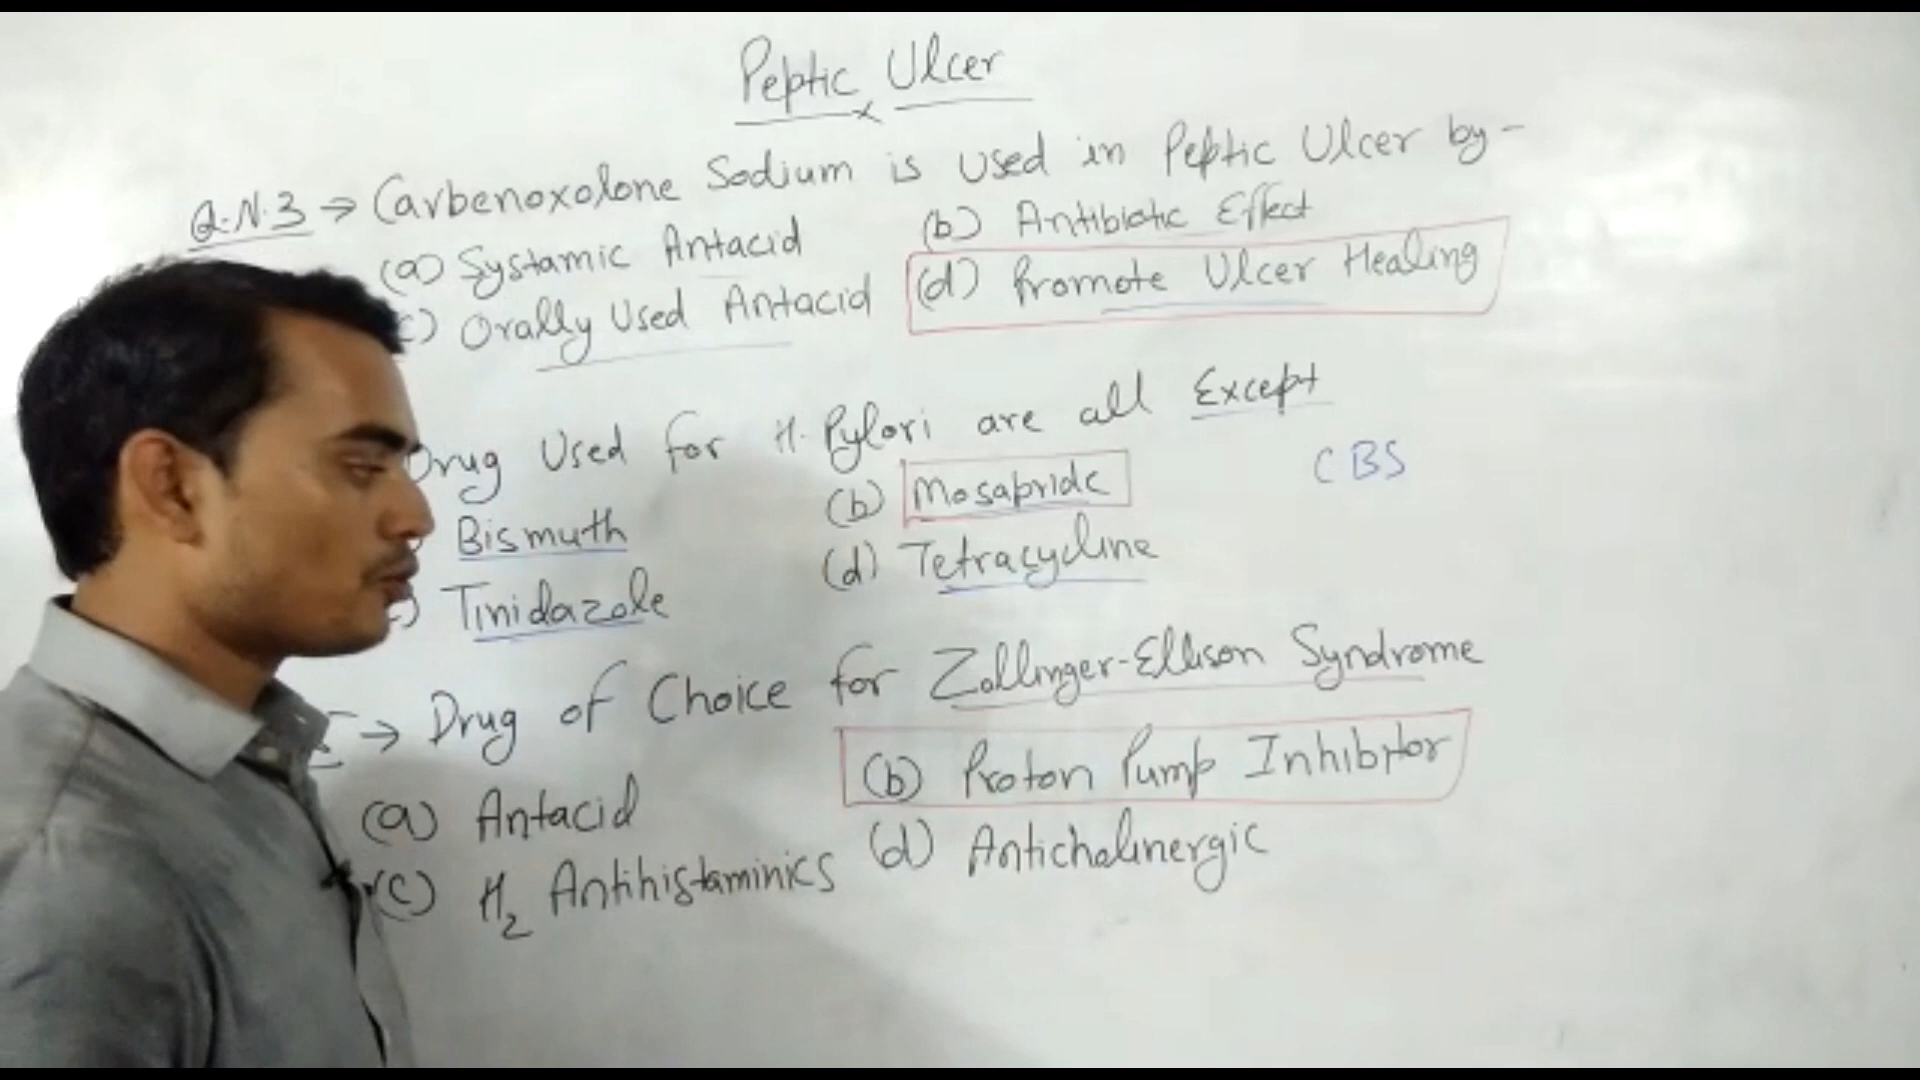 Peptic Ulcer
Q.N.3 → Carbenoxolone Sodium is used in Peptic Ulcer by-
(a) Systamic Antacid (b) Antibiotic Effect
c) Orally Used Antacid (d) Promote Ulcer Healing
Drug Used for H. Pylori are all Except
Bismuth (b) Mosapride CBS
) Tinidazole (d) Tetracycline
→ Drug of Choice for Zollinger-Ellison Syndrome
(a) Antacid (b) Proton Pump Inhibitor
(c) H2 Antihistaminics (d) Anticholinergic